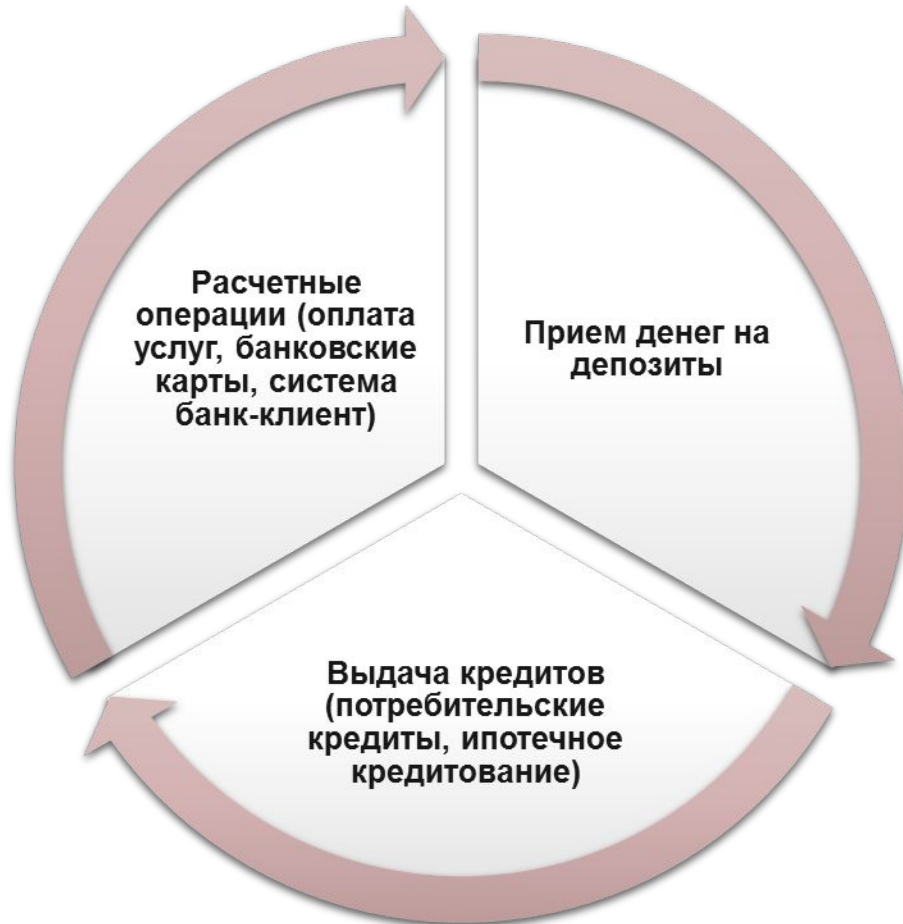 Расчетные
операции (оплата
услуг, банковские
карты, система
банк-клиент)
Прием денег на
депозиты
Выдача кредитов
(потребительские
кредиты, ипотечное
кредитование)